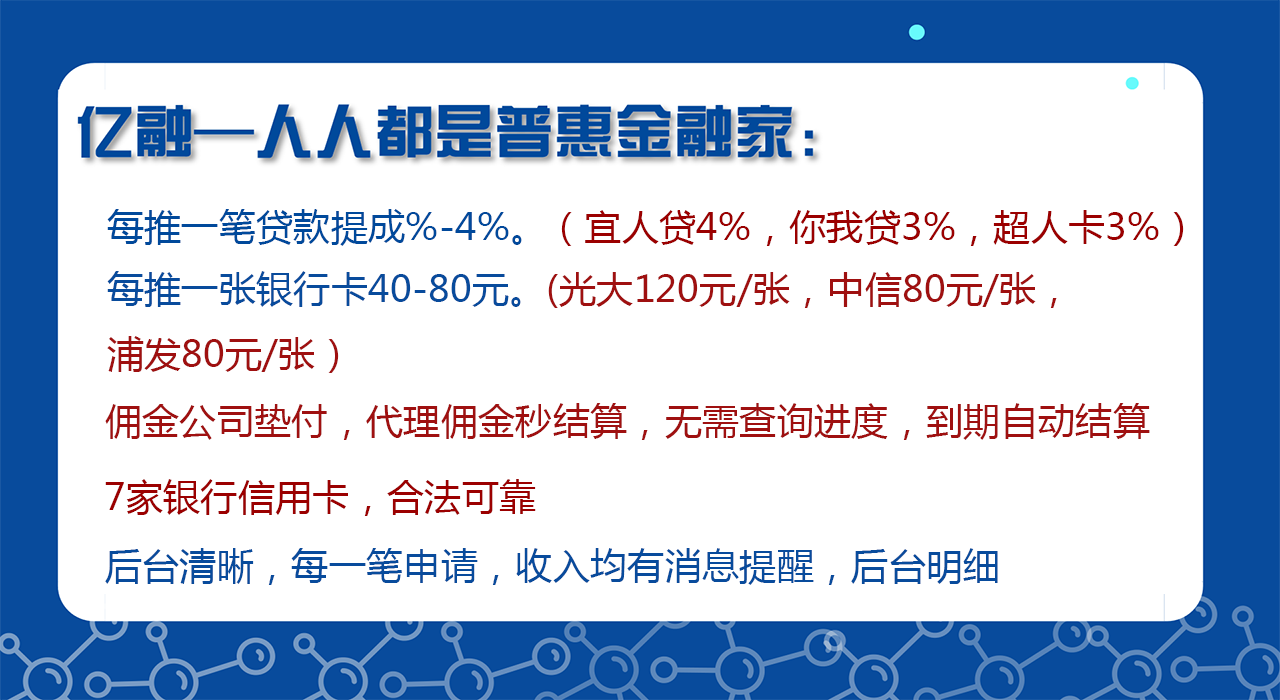 亿融—人人都是普惠金融家：
每推一笔贷款提成%-4%。（宜人贷4%，你我贷3%，超人卡3%）
每推一张银行卡40-80元。(光大120元/张，中信80元/张，
浦发80元/张）
佣金公司垫付，代理佣金秒结算，无需查询进度，到期自动结算
7家银行信用卡，合法可靠
后台清晰，每一笔申请，收入均有消息提醒，后台明细